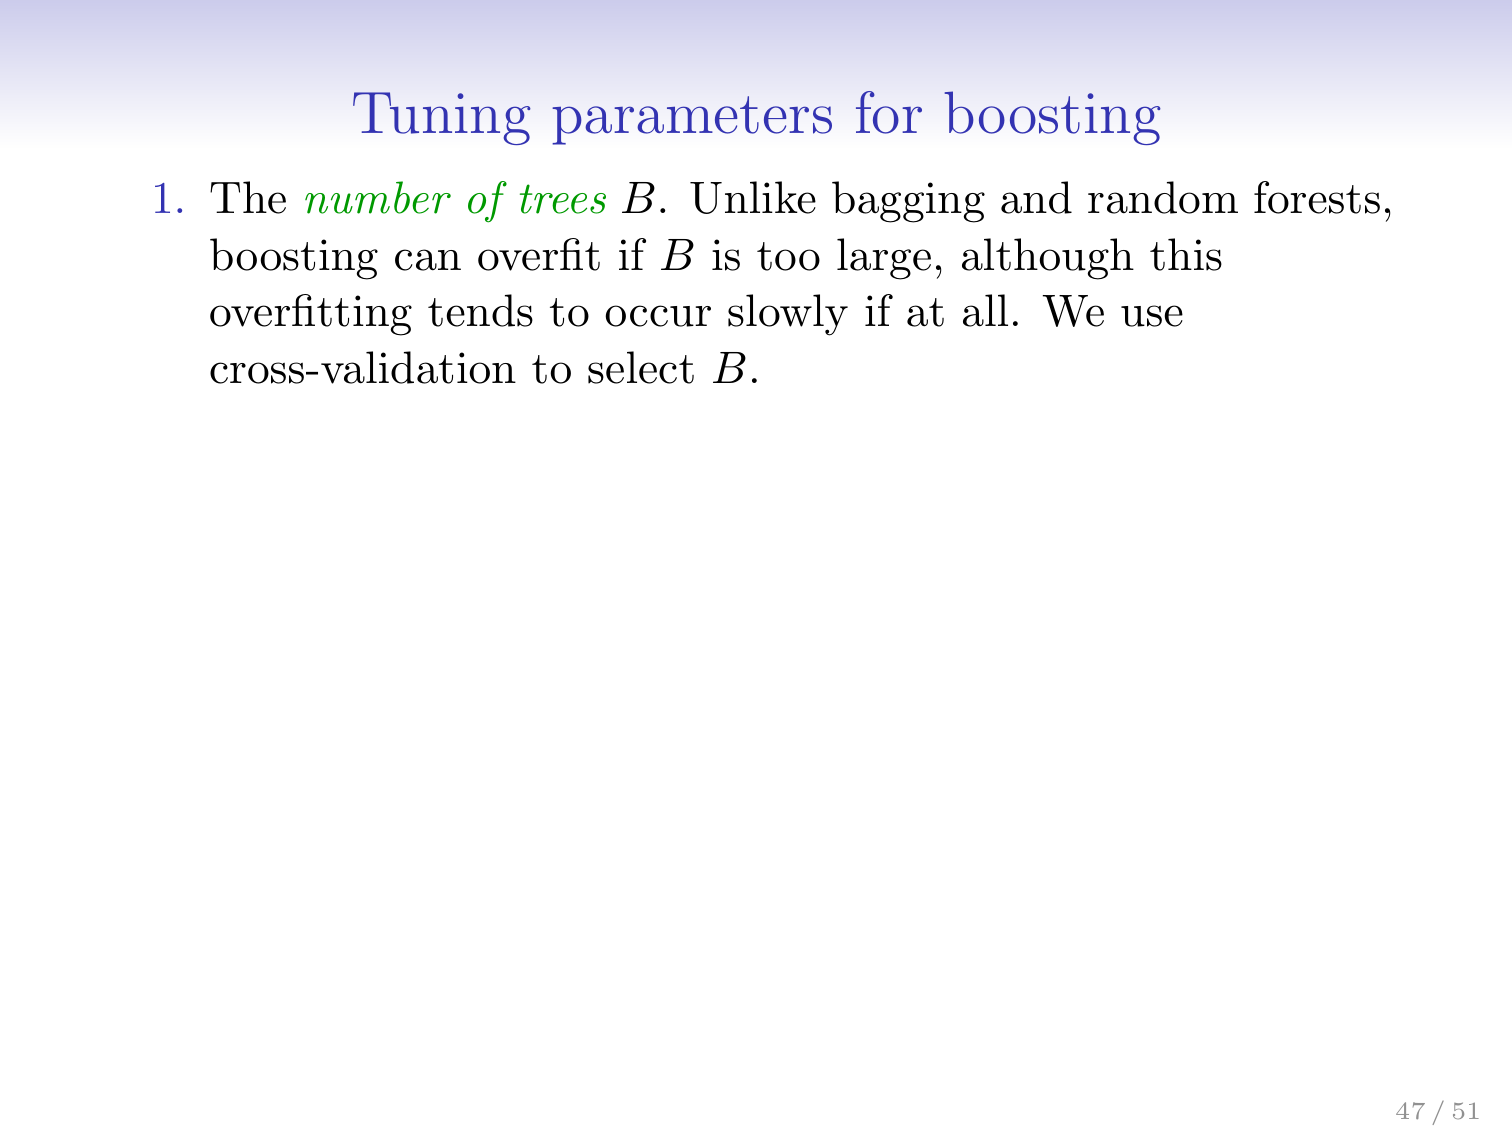 Tuning parameters for boosting
1. The number of trees B. Unlike bagging and random forests,
boosting can overfit if B is too large, although this
overfitting tends to occur slowly if at all. We use
cross-validation to select B.
47 / 51